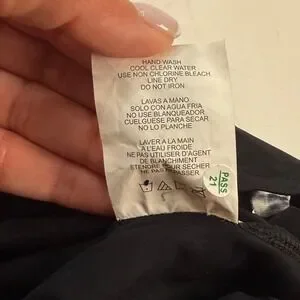 HAND WASH
COOL CLEAR WATER
USE NON CHLORINE BLEACH
LINE DRY
DO NOT IRON
LAVAS A MANO
SOLO CON AGUA FRIA
NO USE BLANQUEADOR
CUELGUESE PARA SECAR
NO LO PLANCHE
LAVER A LA MAIN
A L'EAU FROIDE
NE PAS UTILISER D'AGENT
DE BLANCHIMENT
ETENDRE POUR SÉCHER
NE PAS REPASSER
PASS
21